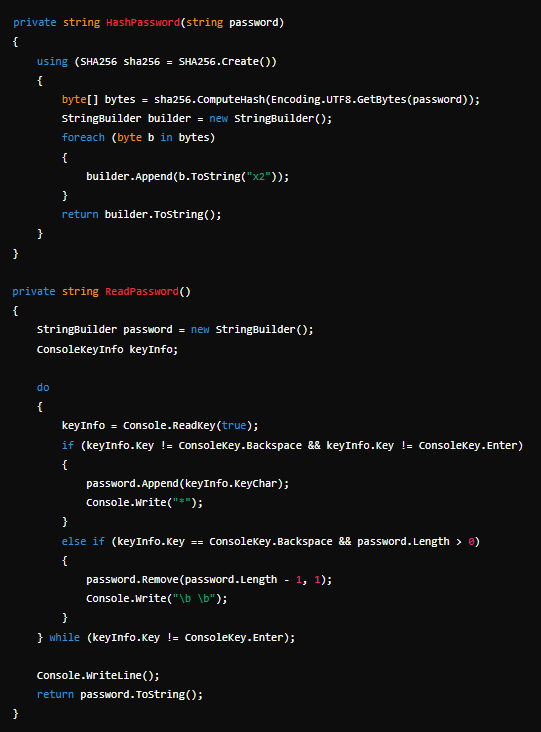 private string HashPassword(string password)
{
    using (SHA256 sha256 = SHA256.Create())
    {
        byte[] bytes = sha256.ComputeHash(Encoding.UTF8.GetBytes(password));
        StringBuilder builder = new StringBuilder();
        foreach (byte b in bytes)
        {
            builder.Append(b.ToString("x2"));
        }
        return builder.ToString();
    }
}

private string ReadPassword()
{
    StringBuilder password = new StringBuilder();
    ConsoleKeyInfo keyInfo;

    do
    {
        keyInfo = Console.ReadKey(true);
        if (keyInfo.Key != ConsoleKey.Backspace && keyInfo.Key != ConsoleKey.Enter)
        {
            password.Append(keyInfo.KeyChar);
            Console.Write("*");
        }
        else if (keyInfo.Key == ConsoleKey.Backspace && password.Length > 0)
        {
            password.Remove(password.Length - 1, 1);
            Console.Write("\b \b");
        }
    } while (keyInfo.Key != ConsoleKey.Enter);

    Console.WriteLine();
    return password.ToString();
}